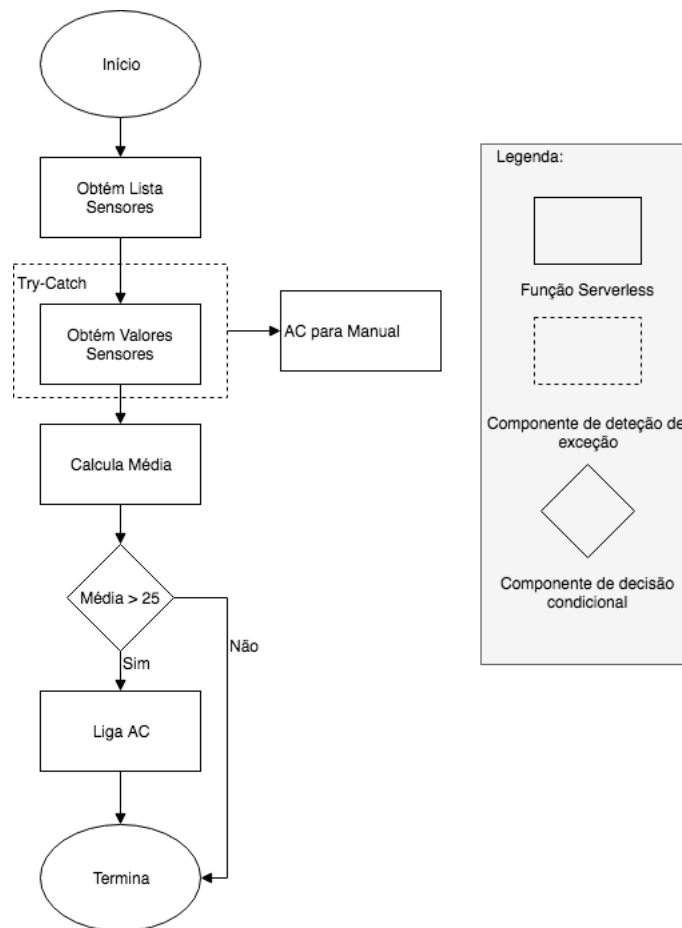 Início
Obtém Lista
Sensores
Try-Catch
Obtém Valores
Sensores
AC para Manual
Calcula Média
Média > 25
Não
Sim
Liga AC
Termina
Legenda:
Função Serverless
Componente de deteção de
exceção
Componente de decisão
condicional